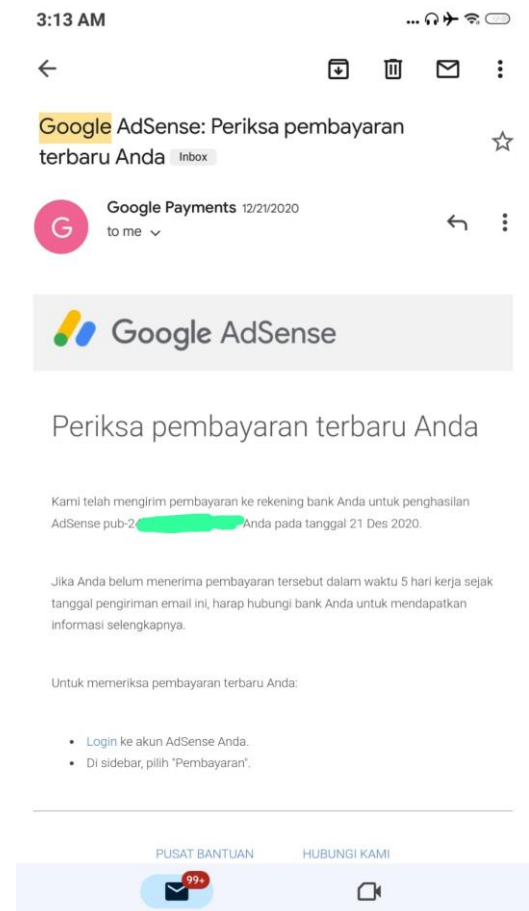 3:13 AM
Google AdSense: Periksa pembayaran
terbaru Anda Inbox
Google Payments 12/21/2020
to me
G
Google AdSense
Periksa pembayaran terbaru Anda
Kami telah mengirim pembayaran ke rekening bank Anda untuk penghasilan
AdSense pub-2 Anda pada tanggal 21 Des 2020.
Jika Anda belum menerima pembayaran tersebut dalam waktu 5 hari kerja sejak
tanggal pengiriman email ini, harap hubungi bank Anda untuk mendapatkan
informasi selengkapnya.
Untuk memeriksa pembayaran terbaru Anda:
• Login ke akun AdSense Anda.
• Di sidebar, pilih "Pembayaran".
PUSAT BANTUAN HUBUNGI KAMI
99+